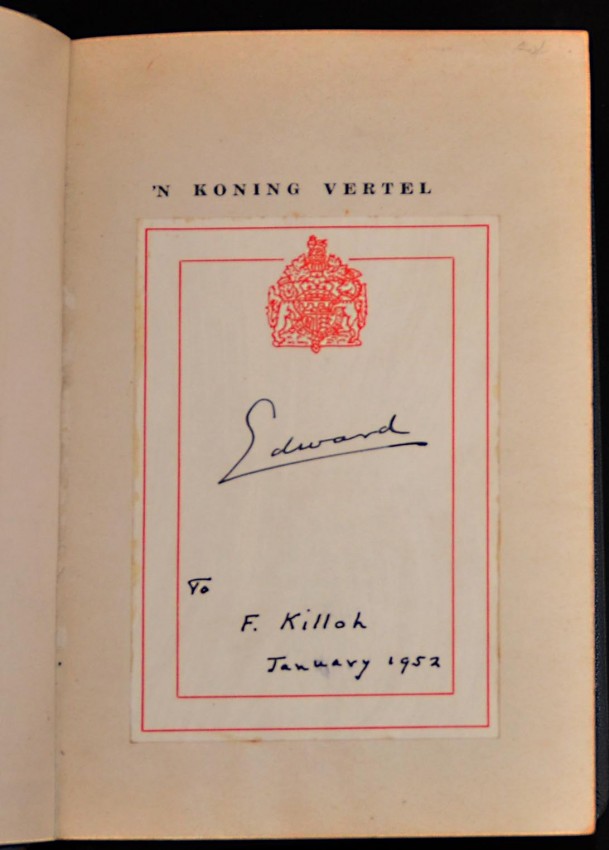 'N KONING VERTEL
Edward
To
F. Killoh
January 1952